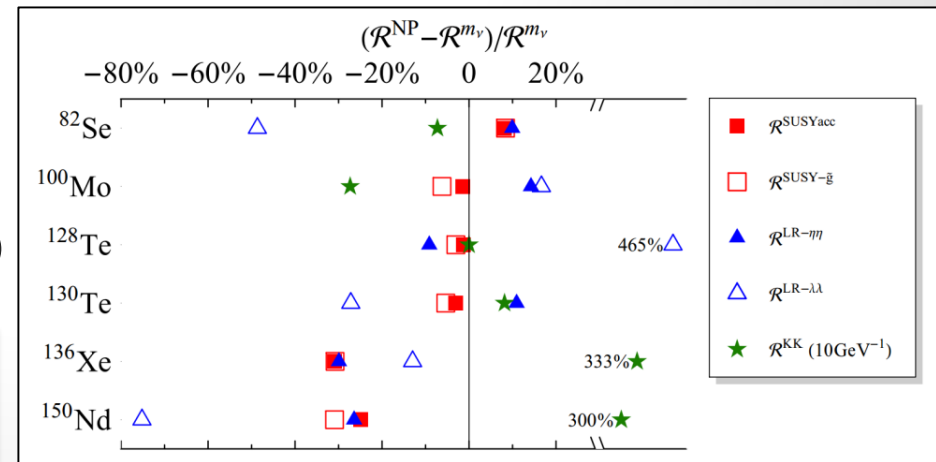 (ℛ^NP−ℛ^mν)/ℛ^mν
−80% −60% −40% −20% 0 20%
⁸²Se
¹⁰⁰Mo
¹²⁸Te
465%
¹³⁰Te
¹³⁶Xe
333%
¹⁵⁰Nd
300%
ℛ^SUSYacc
ℛ^SUSY−g̃
ℛ^LR−ηη
ℛ^LR−λλ
ℛ^KK (10GeV⁻¹)
)